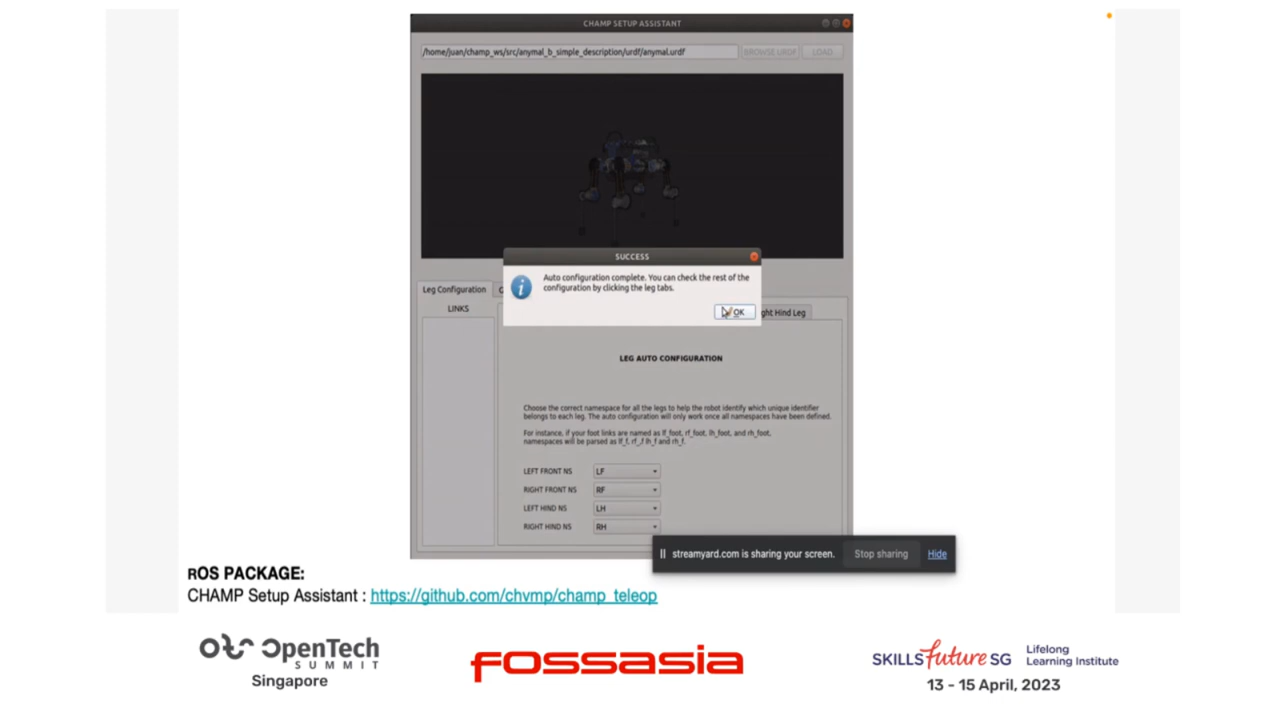 CHAMP SETUP ASSISTANT
/home/juan/champ_ws/src/anymal_b_simple_description/urdf/anymal.urdf
BROWSE URDF
LOAD
SUCCESS
Auto configuration complete. You can check the rest of the
configuration by clicking the leg tabs.
OK
Leg Configuration
LINKS
ght Hind Leg
LEG AUTO CONFIGURATION
Choose the correct namespace for all the legs to help the robot identify which unique identifier
belongs to each leg. The auto configuration will only work once all namespaces have been defined.
For instance, if your foot links are named as lf_foot, rf_foot, lh_foot, and rh_foot,
namespaces will be parsed as lf_f, rf_f lh_f and rh_f.
LEFT FRONT NS LF
RIGHT FRONT NS RF
LEFT HIND NS LH
RIGHT HIND NS RH
streamyard.com is sharing your screen. Stop sharing Hide
ROS PACKAGE:
CHAMP Setup Assistant : https://github.com/chvmp/champ_teleop
OpenTech
SUMMIT
Singapore
FOSSASIA
SKILLS future SG
Lifelong
Learning Institute
13 - 15 April, 2023